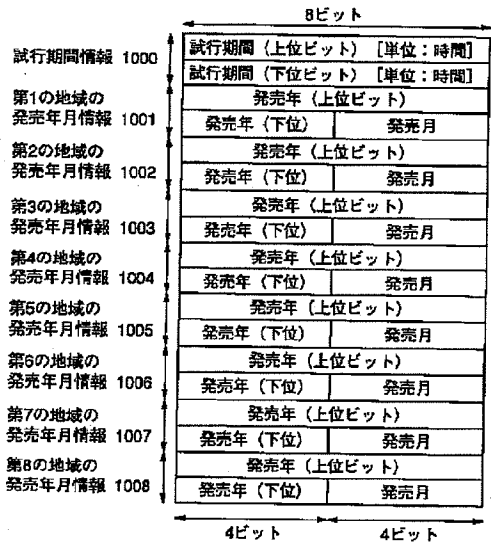 8ビット
試行期間情報 1000
試行期間（上位ビット） [単位：時間]
試行期間（下位ビット） [単位：時間]
第1の地域の
発売年月情報 1001
発売年（上位ビット）
発売年（下位） 発売月
第2の地域の
発売年月情報 1002
発売年（上位ビット）
発売年（下位） 発売月
第3の地域の
発売年月情報 1003
発売年（上位ビット）
発売年（下位） 発売月
第4の地域の
発売年月情報 1004
発売年（上位ビット）
発売年（下位） 発売月
第5の地域の
発売年月情報 1005
発売年（上位ビット）
発売年（下位） 発売月
第6の地域の
発売年月情報 1006
発売年（上位ビット）
発売年（下位） 発売月
第7の地域の
発売年月情報 1007
発売年（上位ビット）
発売年（下位） 発売月
第8の地域の
発売年月情報 1008
発売年（上位ビット）
発売年（下位） 発売月
4ビット 4ビット